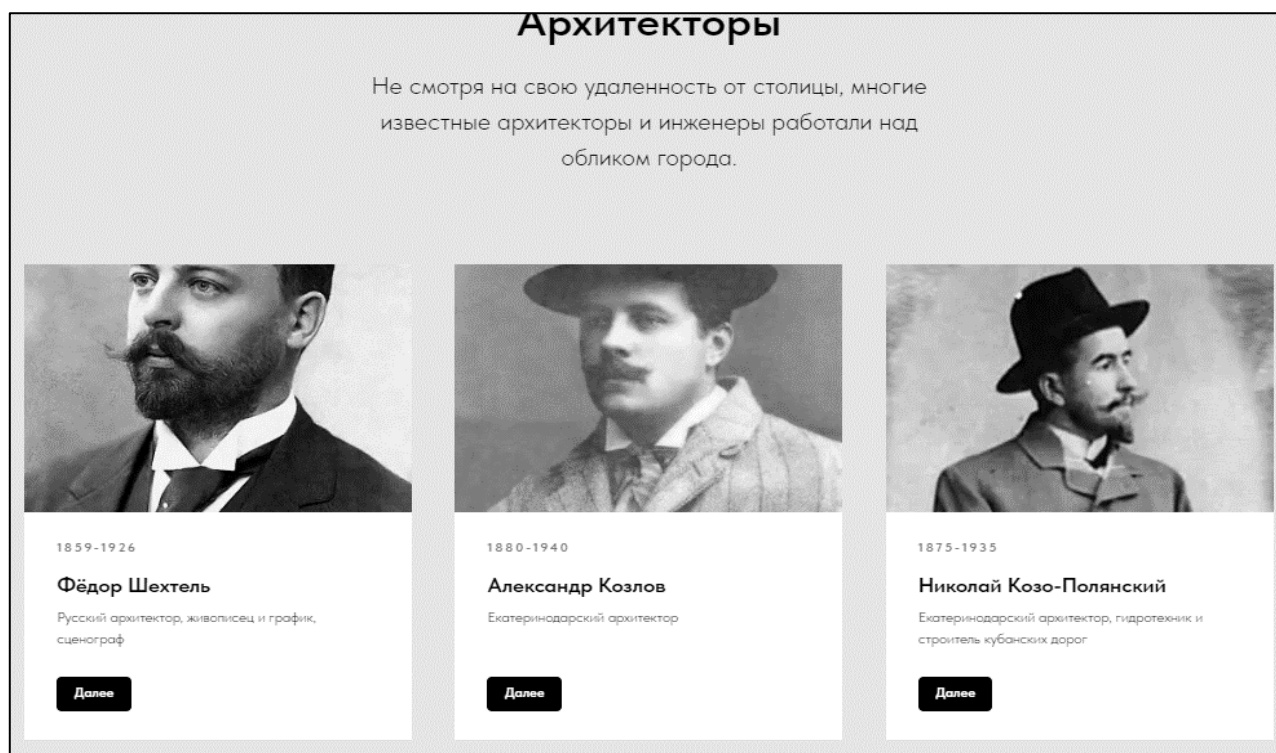 Архитекторы
Не смотря на свою удаленность от столицы, многие
известные архитекторы и инженеры работали над
обликом города.
1859-1926
Фёдор Шехтель
Русский архитектор, живописец и график,
сценограф
Далее
1880-1940
Александр Козлов
Екатеринодарский архитектор
Далее
1875-1935
Николай Козо-Полянский
Екатеринодарский архитектор, гидротехник и
строитель кубанских дорог
Далее